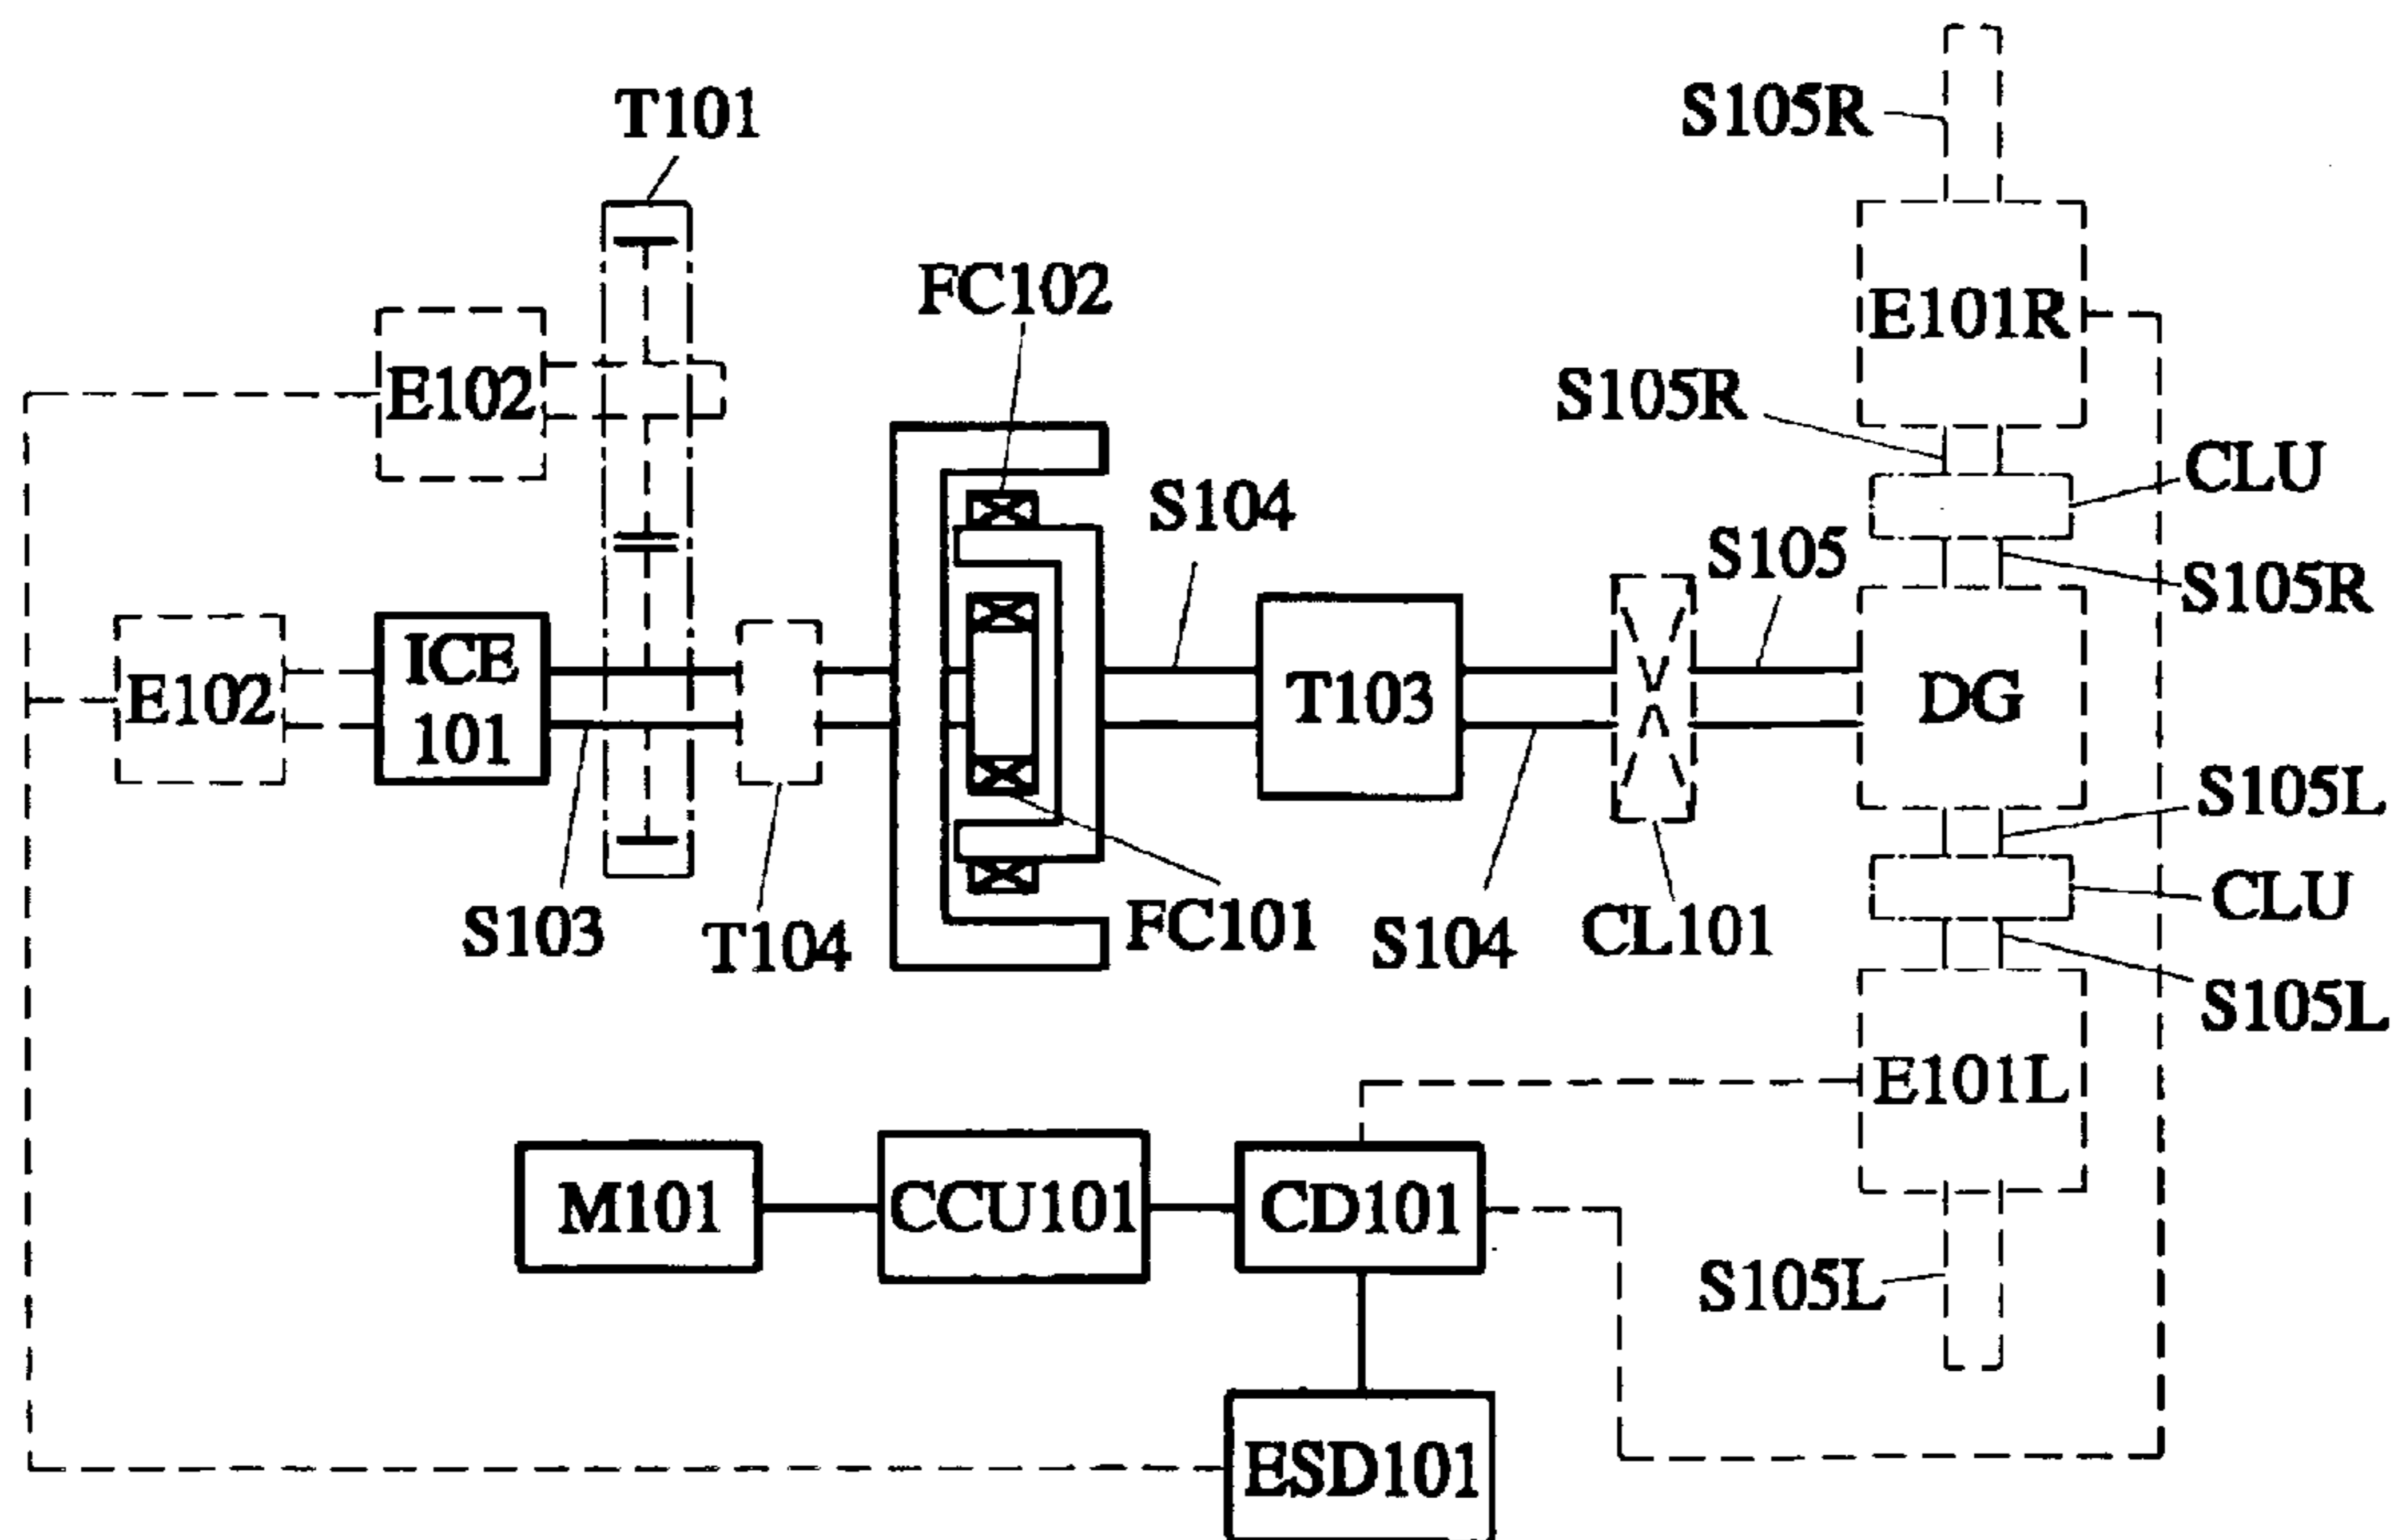 T101
S105R
FC102
E101R
E102
S105R
CLU
S104
S105
S105R
ICE
101
E102
T103
DG
S105L
CLU
S103
T104
FC101
S104
CL101
S105L
E101L
M101
CCU101
CD101
S105L
ESD101